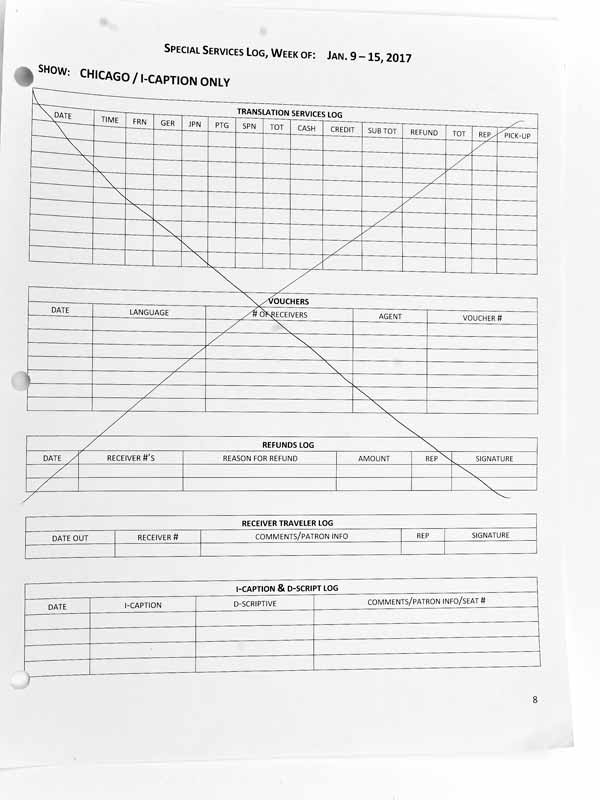 SPECIAL SERVICES LOG, WEEK OF: JAN. 9 – 15, 2017
SHOW: CHICAGO / I-CAPTION ONLY
TRANSLATION SERVICES LOG
DATE TIME FRN GER JPN PTG SPN TOT CASH CREDIT SUB TOT REFUND TOT REP PICK-UP
VOUCHERS
DATE LANGUAGE # OF RECEIVERS AGENT VOUCHER #
REFUNDS LOG
DATE RECEIVER #'S REASON FOR REFUND AMOUNT REP SIGNATURE
RECEIVER TRAVELER LOG
DATE OUT RECEIVER # COMMENTS/PATRON INFO REP SIGNATURE
I-CAPTION & D-SCRIPT LOG
DATE I-CAPTION D-SCRIPTIVE COMMENTS/PATRON INFO/SEAT #
8